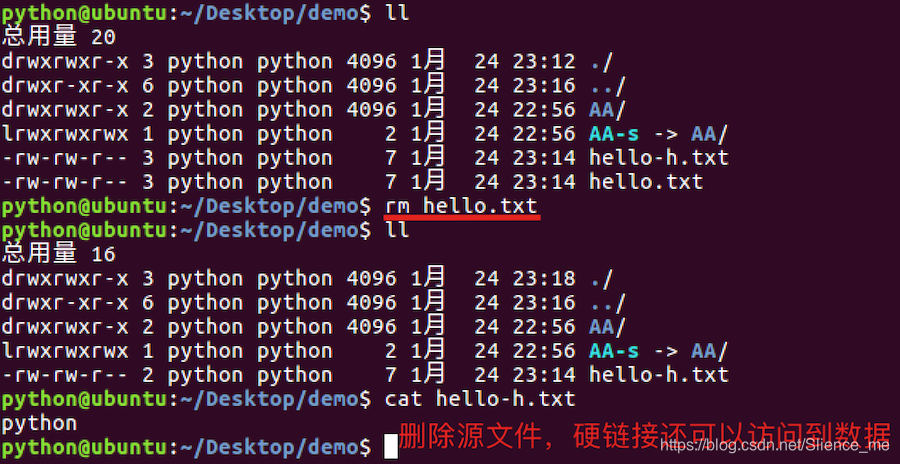 python@ubuntu:~/Desktop/demo$ ll
总用量 20
drwxrwxr-x 3 python python 4096 1月  24 23:12 ./
drwxr-xr-x 6 python python 4096 1月  24 23:16 ../
drwxrwxr-x 2 python python 4096 1月  24 22:56 AA/
lrwxrwxrwx 1 python python    2 1月  24 22:56 AA-s -> AA/
-rw-rw-r-- 3 python python    7 1月  24 23:14 hello-h.txt
-rw-rw-r-- 3 python python    7 1月  24 23:14 hello.txt
python@ubuntu:~/Desktop/demo$ rm hello.txt
python@ubuntu:~/Desktop/demo$ ll
总用量 16
drwxrwxr-x 3 python python 4096 1月  24 23:18 ./
drwxr-xr-x 6 python python 4096 1月  24 23:16 ../
drwxrwxr-x 2 python python 4096 1月  24 22:56 AA/
lrwxrwxrwx 1 python python    2 1月  24 22:56 AA-s -> AA/
-rw-rw-r-- 2 python python    7 1月  24 23:14 hello-h.txt
python@ubuntu:~/Desktop/demo$ cat hello-h.txt
python
python@ubuntu:~/Desktop/demo$ 删除源文件，硬链接还可以访问到数据
https://blog.csdn.net/Silence_me